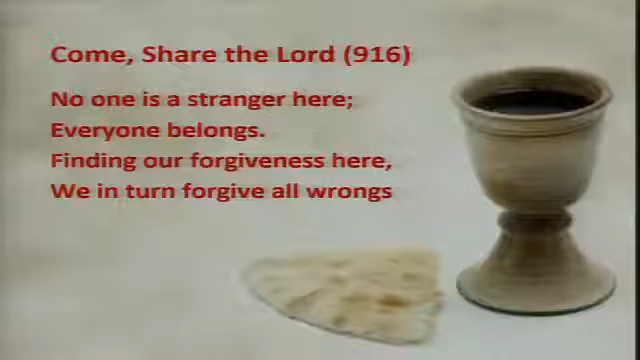 Come, Share the Lord (916)
No one is a stranger here;
Everyone belongs.
Finding our forgiveness here,
We in turn forgive all wrongs